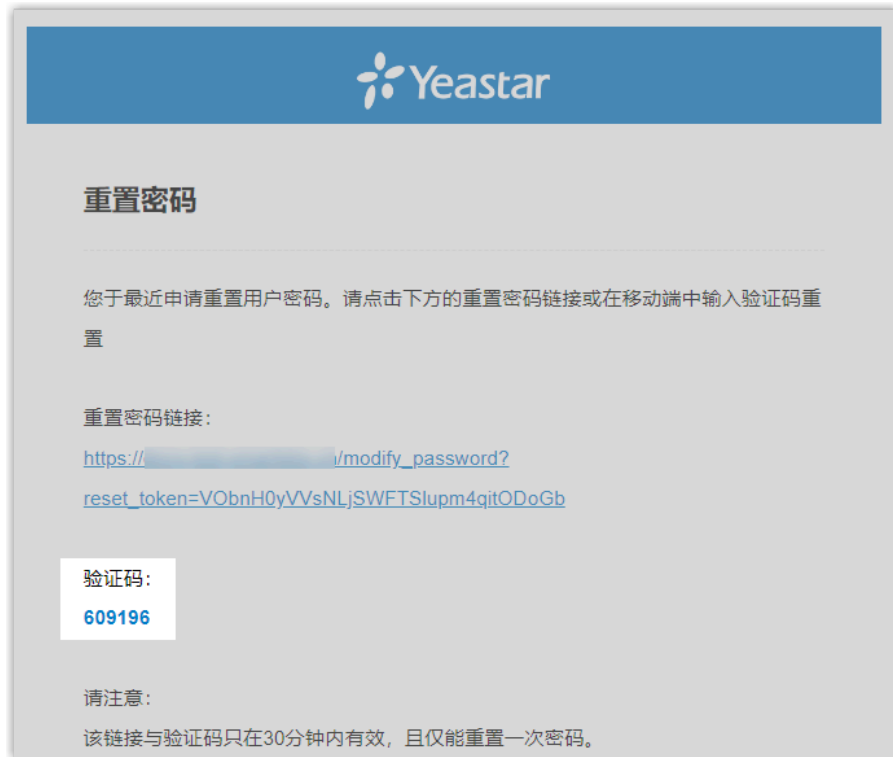 Yeastar
重置密码
您于最近申请重置用户密码。请点击下方的重置密码链接或在移动端中输入验证码重
置
重置密码链接：
https:// /modify_password?
reset_token=VObnH0yVVsNLjSWFTSIupm4qitODoGb
验证码：
609196
请注意：
该链接与验证码只在30分钟内有效，且仅能重置一次密码。